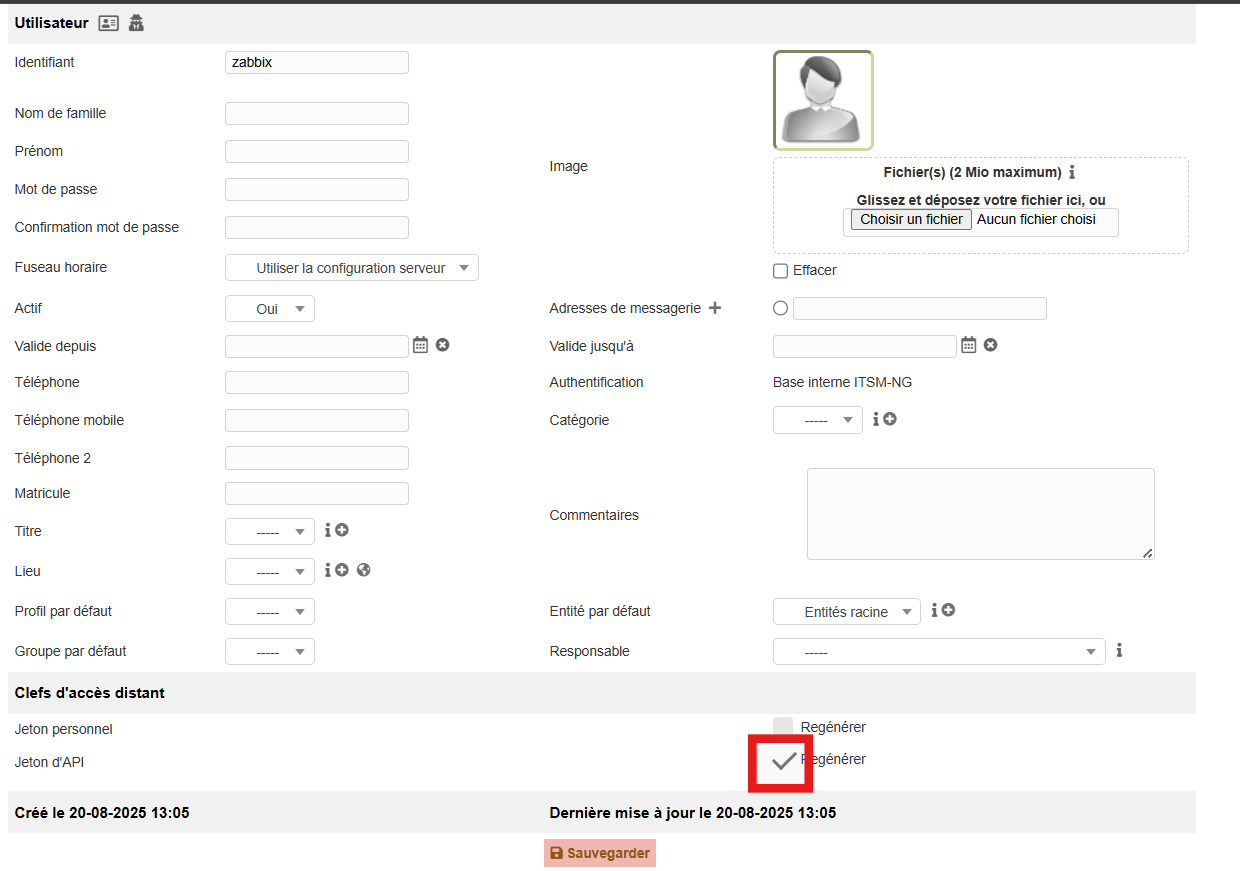 Utilisateur
Identifiant zabbix
Nom de famille
Prénom
Image
Mot de passe
Fichier(s) (2 Mio maximum)
Glissez et déposez votre fichier ici, ou
Choisir un fichier Aucun fichier choisi
Confirmation mot de passe
Fuseau horaire Utiliser la configuration serveur
Effacer
Actif Oui Adresses de messagerie
Valide depuis Valide jusqu'à
Téléphone Authentification Base interne ITSM-NG
Téléphone mobile Catégorie -----
Téléphone 2
Matricule
Commentaires
Titre -----
Lieu -----
Profil par défaut ----- Entité par défaut Entités racine
Groupe par défaut ----- Responsable -----
Clefs d'accès distant
Jeton personnel Regénérer
Jeton d'API Regénérer
Créé le 20-08-2025 13:05 Dernière mise à jour le 20-08-2025 13:05
Sauvegarder